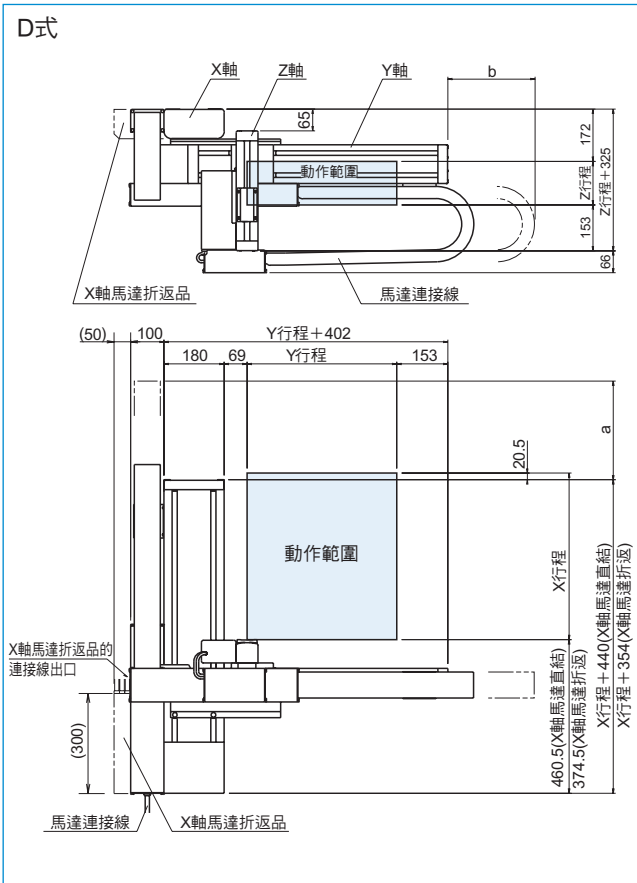 D式
X軸
Z軸
Y軸
b
65
172
Z行程
153
Z行程＋325
66
動作範圍
X軸馬達折返品
馬達連接線
(50)
100
Y行程＋402
180
69
Y行程
153
a
20.5
動作範圍
X行程
X軸馬達折返品的
連接線出口
(300)
460.5(X軸馬達直結)
374.5(X軸馬達折返)
X行程＋440(X軸馬達直結)
X行程＋354(X軸馬達折返)
馬達連接線
X軸馬達折返品